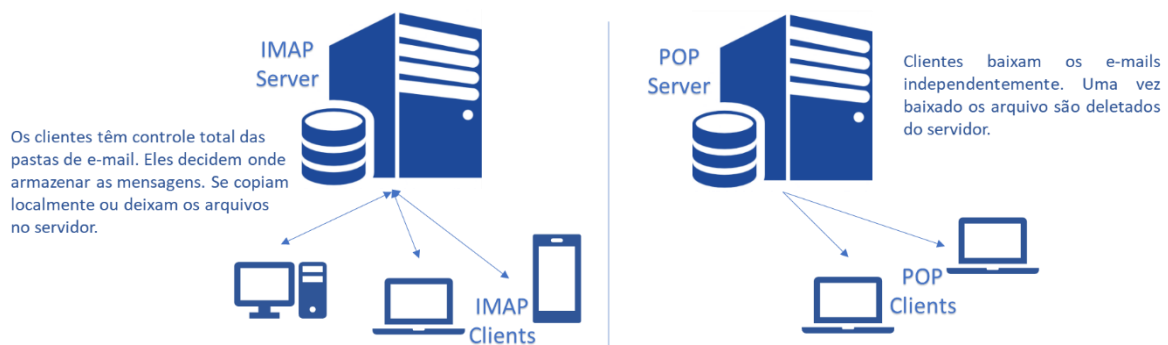 IMAP
Server
Os clientes têm controle total das
pastas de e-mail. Eles decidem onde
armazenar as mensagens. Se copiam
localmente ou deixam os arquivos
no servidor.
IMAP
Clients
POP
Server
Clientes baixam os e-mails
independentemente. Uma vez
baixado os arquivo são deletados
do servidor.
POP
Clients